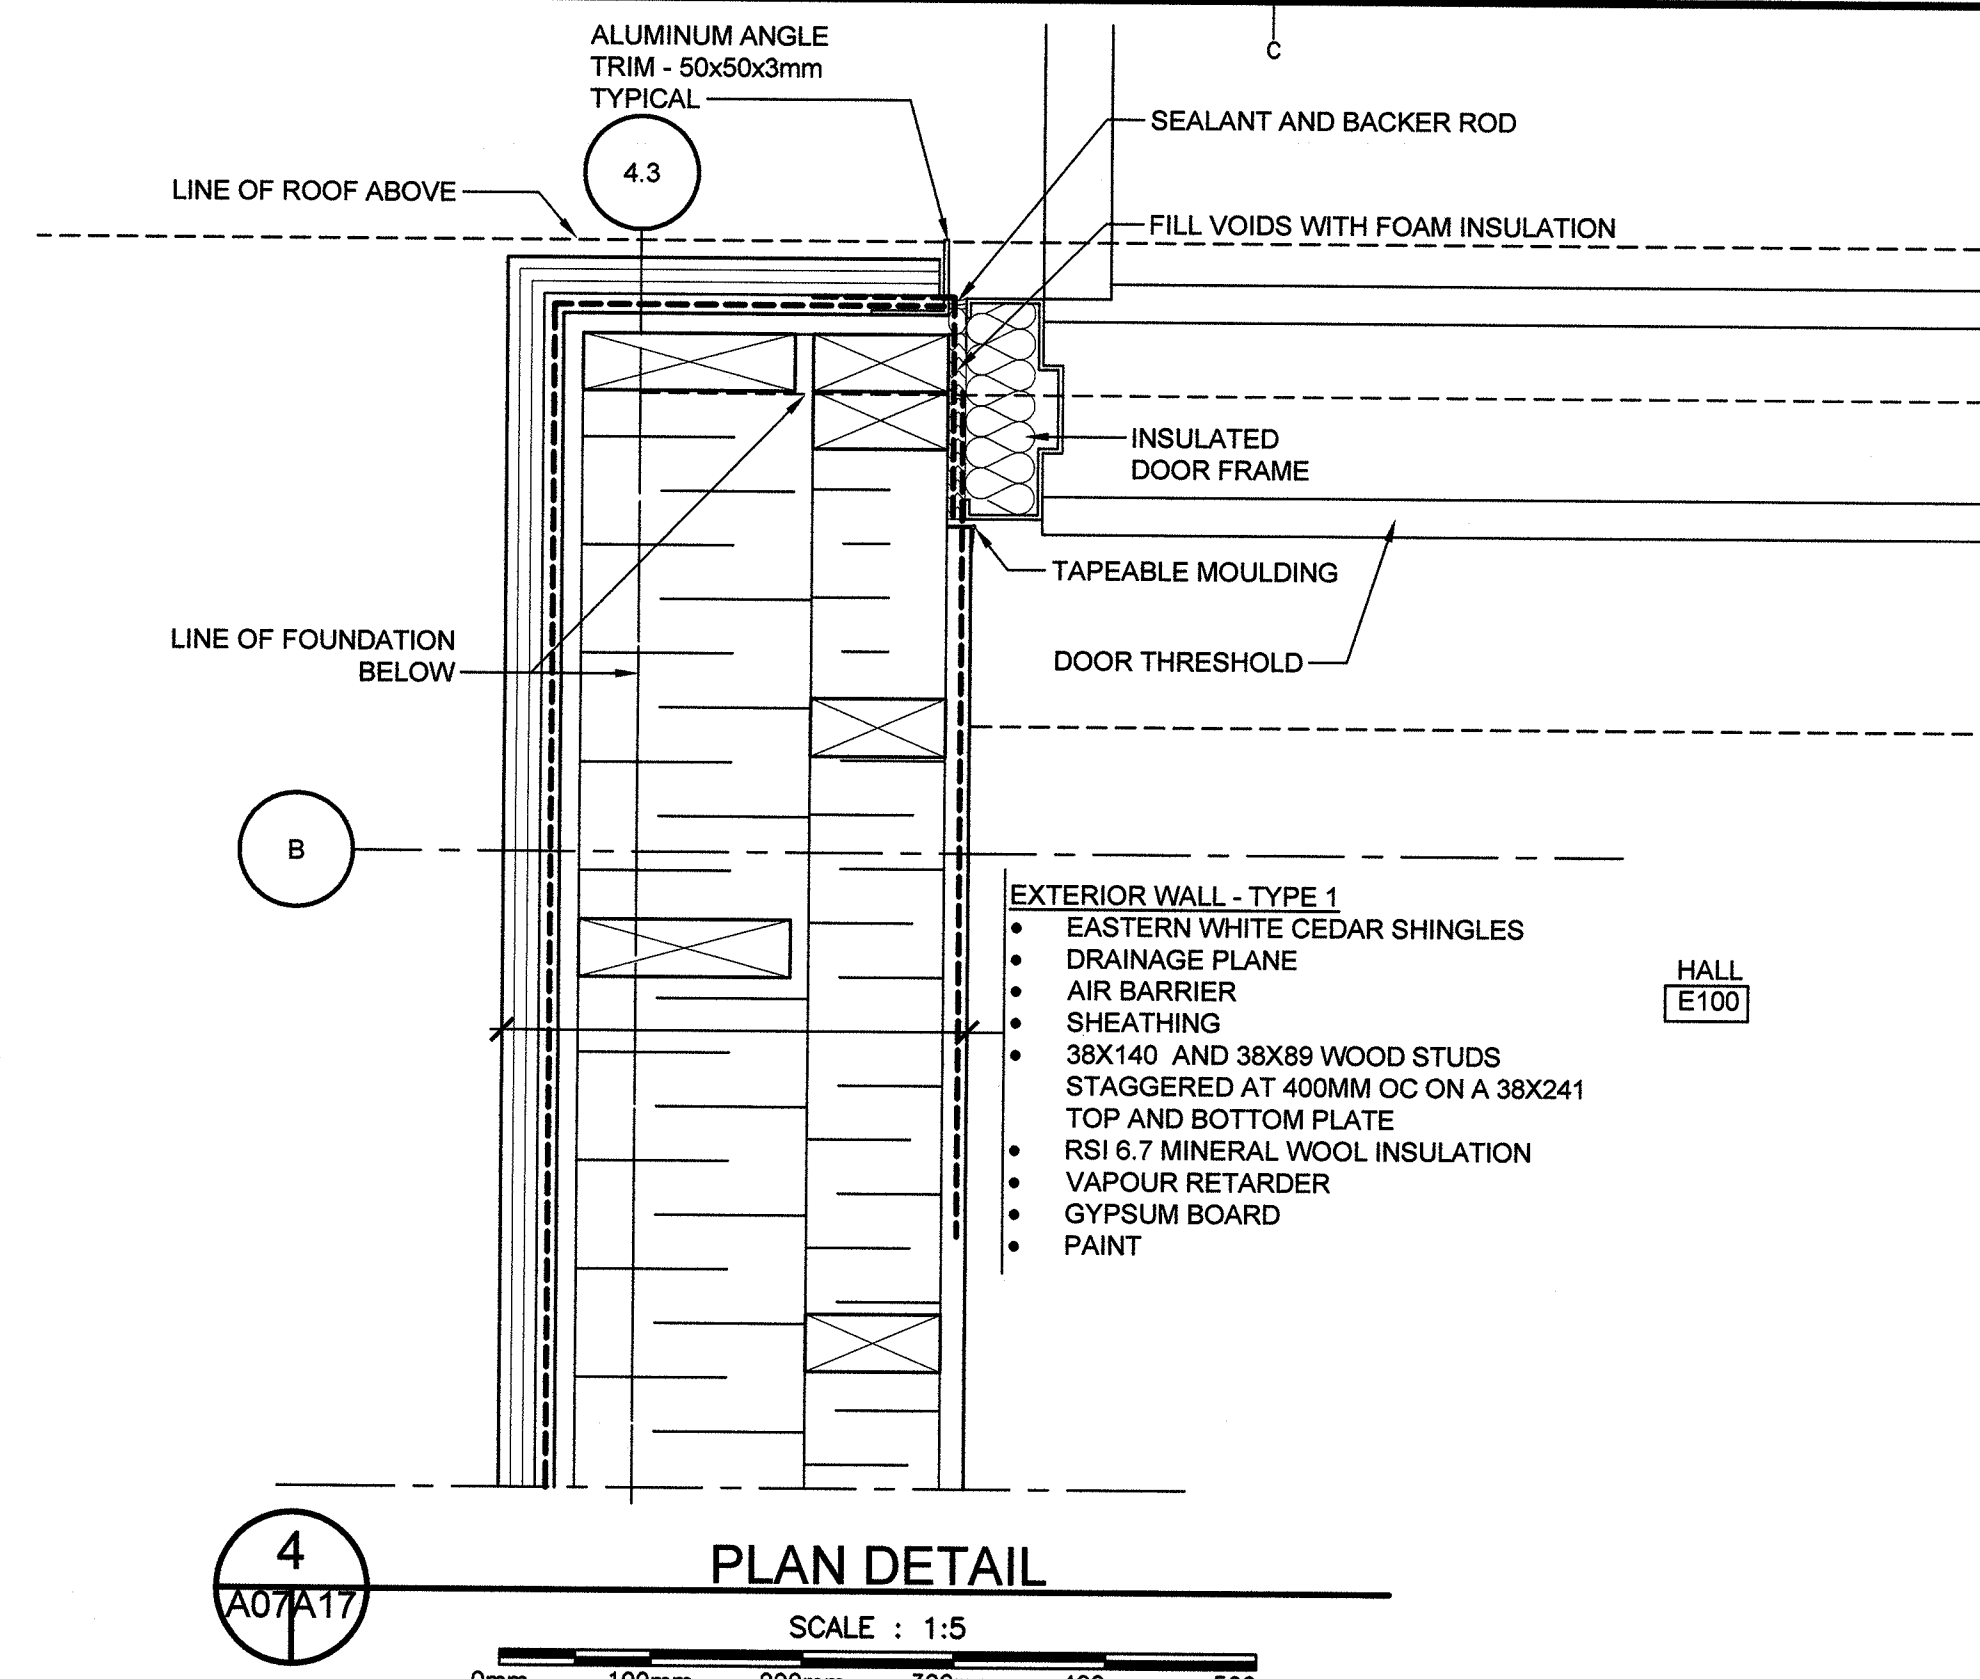 ALUMINUM ANGLE
TRIM - 50x50x3mm
TYPICAL
C
SEALANT AND BACKER ROD
4.3
LINE OF ROOF ABOVE
FILL VOIDS WITH FOAM INSULATION
INSULATED
DOOR FRAME
TAPEABLE MOULDING
LINE OF FOUNDATION
BELOW
DOOR THRESHOLD
B
EXTERIOR WALL - TYPE 1
• EASTERN WHITE CEDAR SHINGLES
• DRAINAGE PLANE
• AIR BARRIER
• SHEATHING
• 38X140 AND 38X89 WOOD STUDS
STAGGERED AT 400MM OC ON A 38X241
TOP AND BOTTOM PLATE
• RSI 6.7 MINERAL WOOL INSULATION
• VAPOUR RETARDER
• GYPSUM BOARD
• PAINT
HALL
E100
4
A07 A17
PLAN DETAIL
SCALE : 1:5
0mm 100mm 200mm 300mm